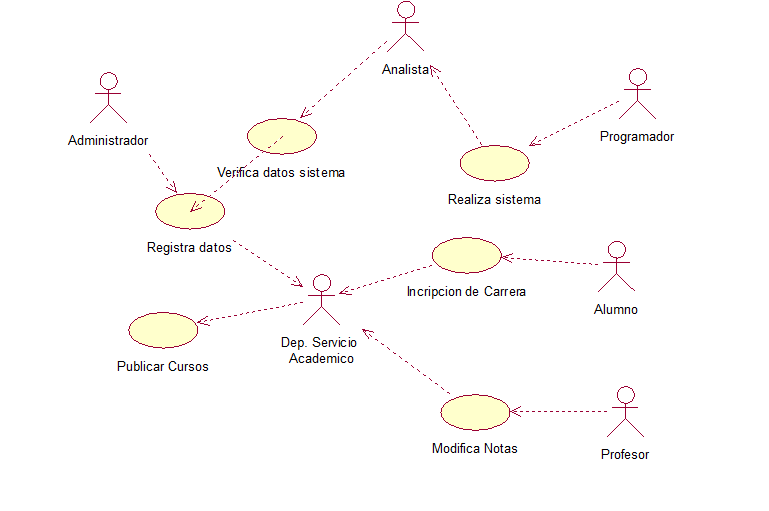 Analista
Programador
Administrador
Verifica datos sistema
Realiza sistema
Registra datos
Incripcion de Carrera
Alumno
Dep. Servicio
Academico
Publicar Cursos
Modifica Notas
Profesor